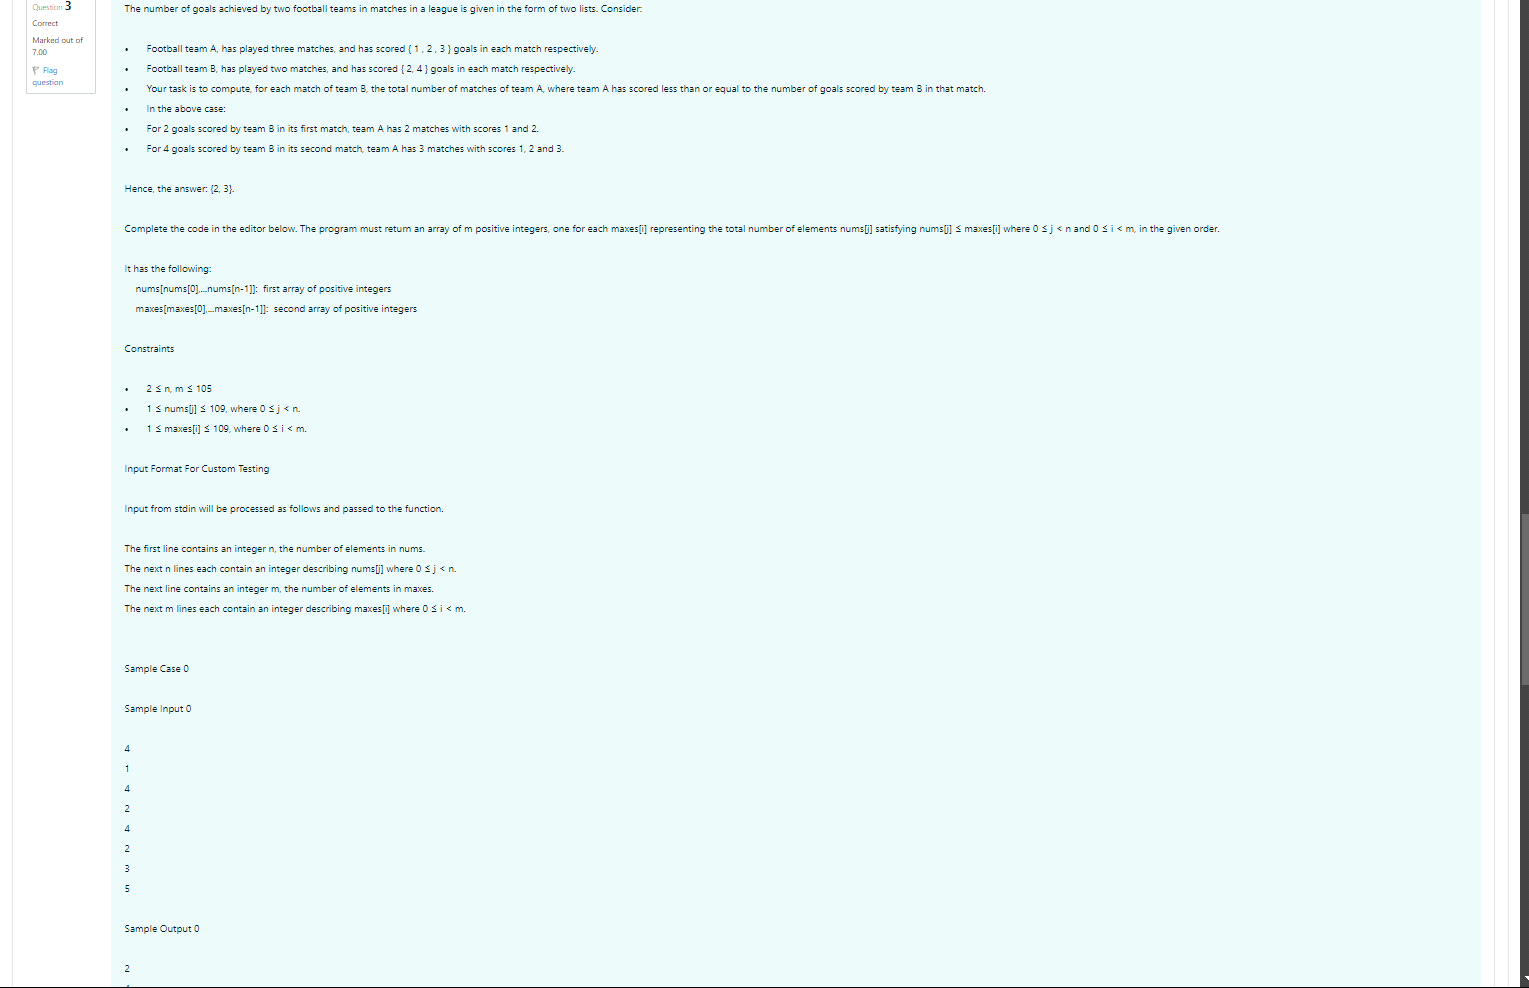 Question 3
Correct
Marked out of
7.00
Flag
question
The number of goals achieved by two football teams in matches in a league is given in the form of two lists. Consider:
• Football team A, has played three matches, and has scored { 1 , 2 , 3 } goals in each match respectively.
• Football team B, has played two matches, and has scored { 2, 4 } goals in each match respectively.
• Your task is to compute, for each match of team B, the total number of matches of team A, where team A has scored less than or equal to the number of goals scored by team B in that match.
• In the above case:
• For 2 goals scored by team B in its first match, team A has 2 matches with scores 1 and 2.
• For 4 goals scored by team B in its second match, team A has 3 matches with scores 1, 2 and 3.
Hence, the answer: {2, 3}.
Complete the code in the editor below. The program must return an array of m positive integers, one for each maxes[i] representing the total number of elements nums[j] satisfying nums[j] ≤ maxes[i] where 0 ≤ j < n and 0 ≤ i < m, in the given order.
It has the following:
nums[nums[0],...nums[n-1]]: first array of positive integers
maxes[maxes[0],...maxes[n-1]]: second array of positive integers
Constraints
• 2 ≤ n, m ≤ 105
• 1 ≤ nums[j] ≤ 109, where 0 ≤ j < n.
• 1 ≤ maxes[i] ≤ 109, where 0 ≤ i < m.
Input Format For Custom Testing
Input from stdin will be processed as follows and passed to the function.
The first line contains an integer n, the number of elements in nums.
The next n lines each contain an integer describing nums[j] where 0 ≤ j < n.
The next line contains an integer m, the number of elements in maxes.
The next m lines each contain an integer describing maxes[i] where 0 ≤ i < m.
Sample Case 0
Sample Input 0
4
1
4
2
4
2
3
5
Sample Output 0
2